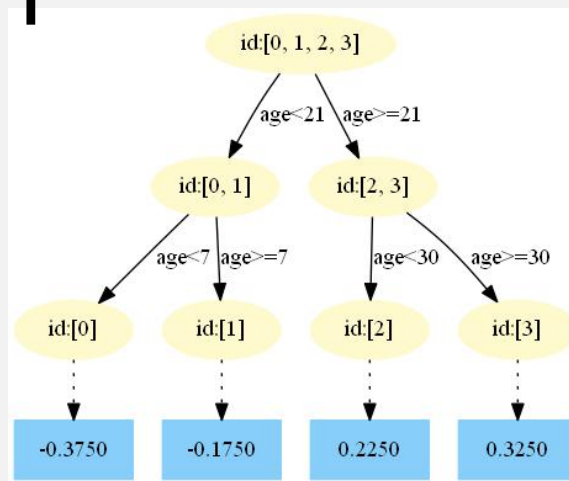 id:[0, 1, 2, 3]
age<21
age>=21
id:[0, 1]
id:[2, 3]
age<7
age>=7
age<30
age>=30
id:[0]
id:[1]
id:[2]
id:[3]
-0.3750
-0.1750
0.2250
0.3250